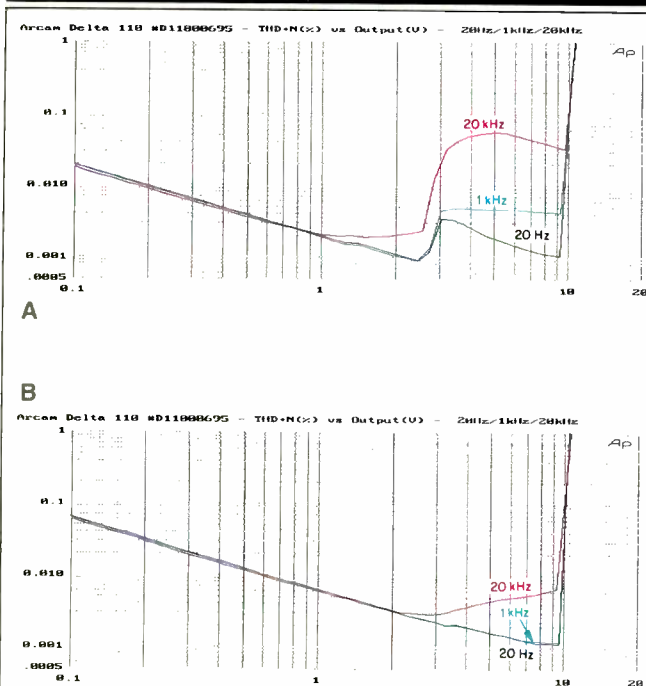 Arcam Delta 110 #D11000695 - THD+N(%) vs Output(V) - 20Hz/1kHz/20kHz
1
Ap
0.1
20 kHz
0.010
1 kHz
20 Hz
0.001
.0005
0.1 1 10 20
A
B
Arcam Delta 110 #D11000695 - THD+N(%) vs Output(V) - 20Hz/1kHz/20kHz
1
Ap
0.1
0.010
20 kHz
1 kHz
0.001
20 Hz
.0005
0.1 1 10 20